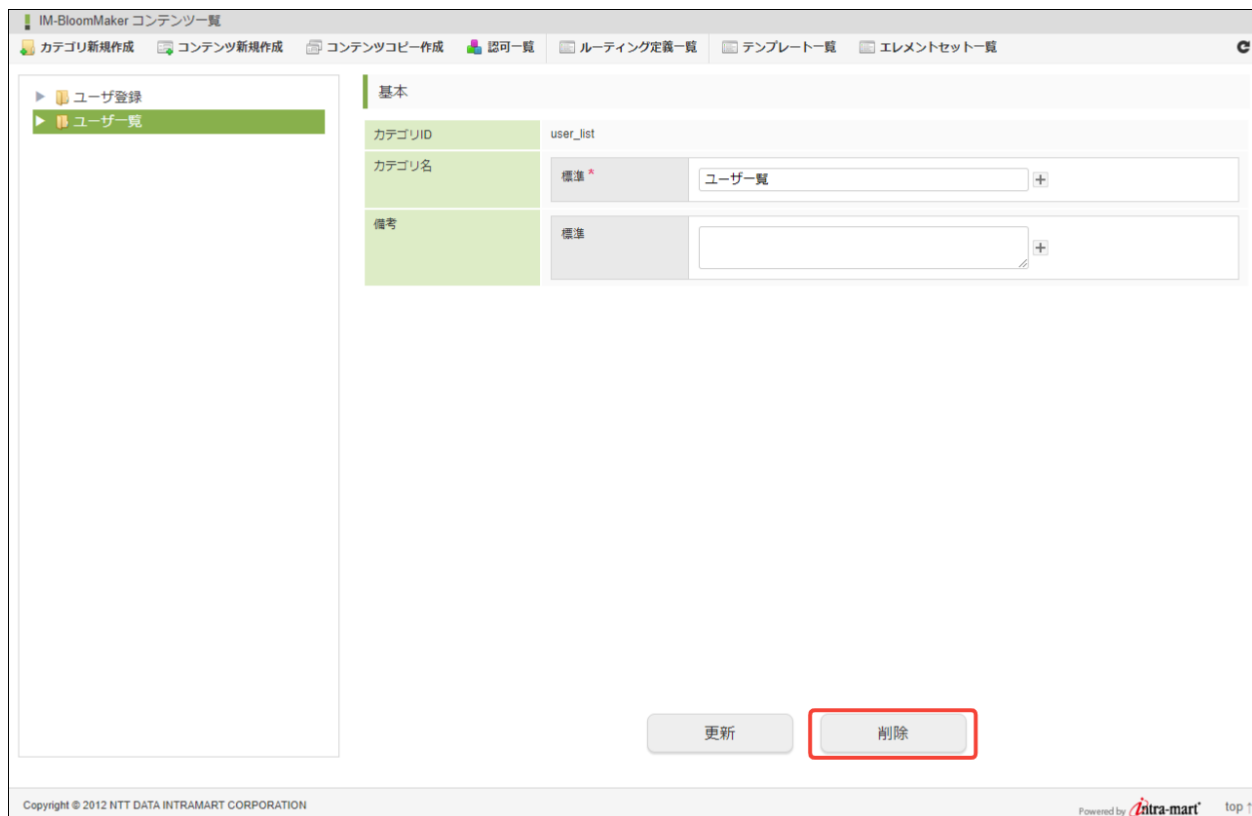 IM-BloomMaker コンテンツ一覧
カテゴリ新規作成 コンテンツ新規作成 コンテンツコピー作成 認可一覧 ルーティング定義一覧 テンプレート一覧 エレメントセット一覧
ユーザ登録
ユーザ一覧
基本
カテゴリID user_list
カテゴリ名 標準 * ユーザ一覧
備考 標準
更新 削除
Copyright © 2012 NTT DATA INTRAMART CORPORATION
Powered by intra-mart top ↑